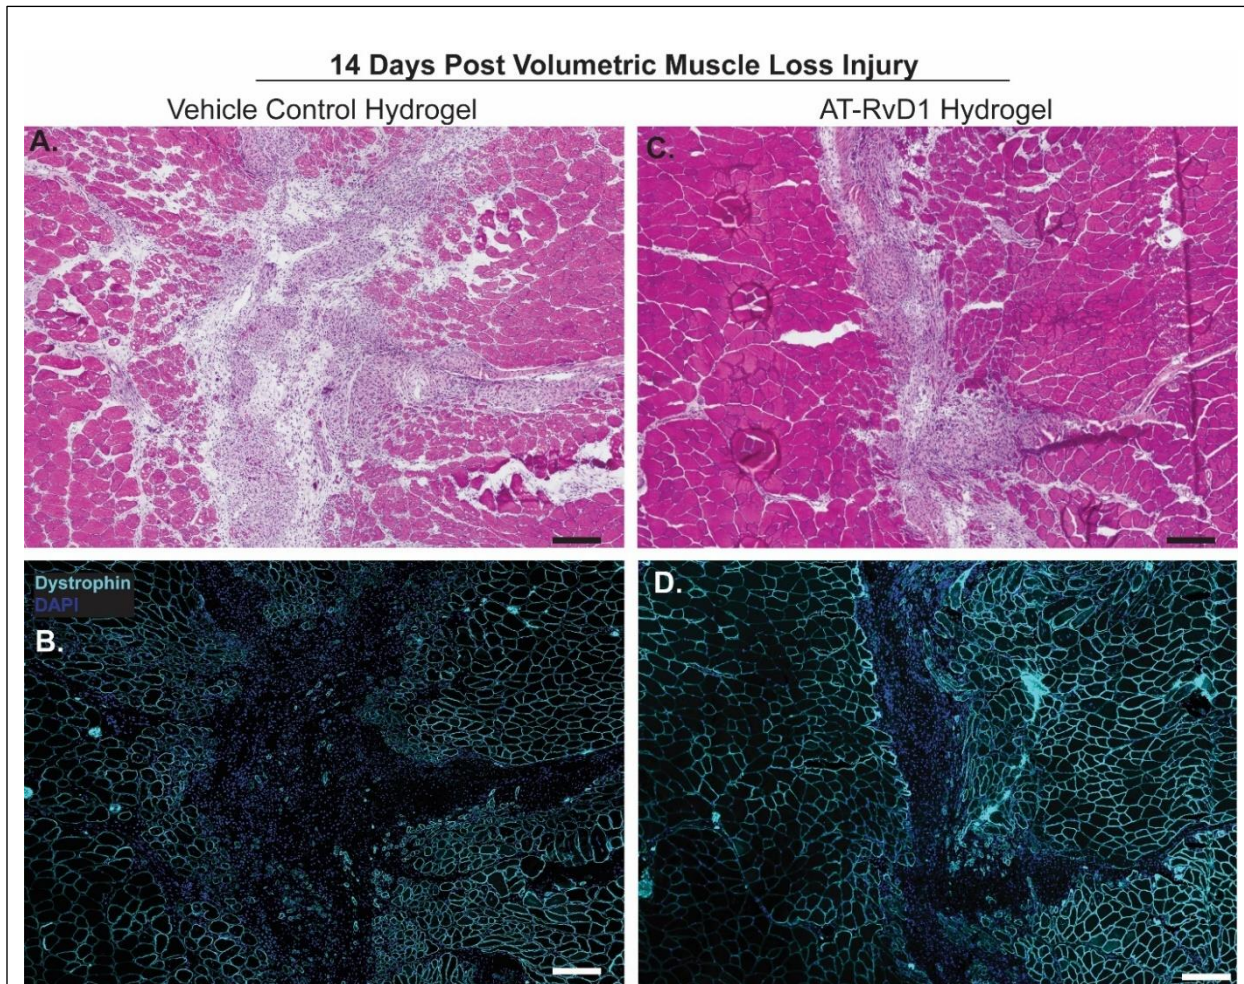 14 Days Post Volumetric Muscle Loss Injury
Vehicle Control Hydrogel
AT-RvD1 Hydrogel
A.
C.
Dystrophin
DAPI
B.
D.